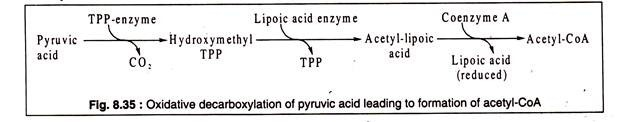 TPP-enzyme Lipoic acid enzyme Coenzyme A
Pyruvic Hydroxymethyl Acetyl-lipoic Acetyl-CoA
acid TPP acid
CO₂ TPP Lipoic acid
(reduced)
Fig. 8.35 : Oxidative decarboxylation of pyruvic acid leading to formation of acetyl-CoA